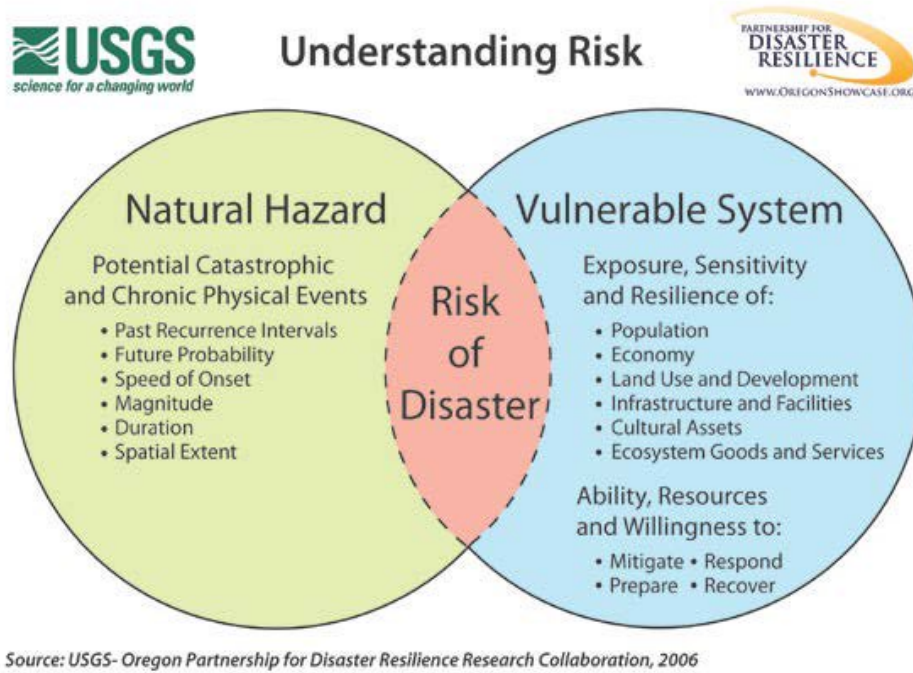 USGS
science for a changing world
Understanding Risk
PARTNERSHIP FOR
DISASTER
RESILIENCE
WWW.OREGONSHOWCASE.ORG
Natural Hazard
Potential Catastrophic
and Chronic Physical Events
• Past Recurrence Intervals
• Future Probability
• Speed of Onset
• Magnitude
• Duration
• Spatial Extent
Risk
of
Disaster
Vulnerable System
Exposure, Sensitivity
and Resilience of:
• Population
• Economy
• Land Use and Development
• Infrastructure and Facilities
• Cultural Assets
• Ecosystem Goods and Services
Ability, Resources
and Willingness to:
• Mitigate • Respond
• Prepare • Recover
Source: USGS- Oregon Partnership for Disaster Resilience Research Collaboration, 2006